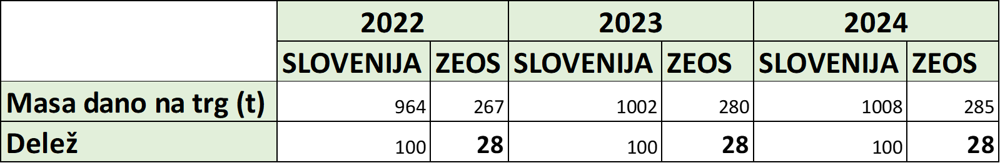 2022 2023 2024
SLOVENIJA ZEOS SLOVENIJA ZEOS SLOVENIJA ZEOS
Masa dano na trg (t) 964 267 1002 280 1008 285
Delež 100 28 100 28 100 28